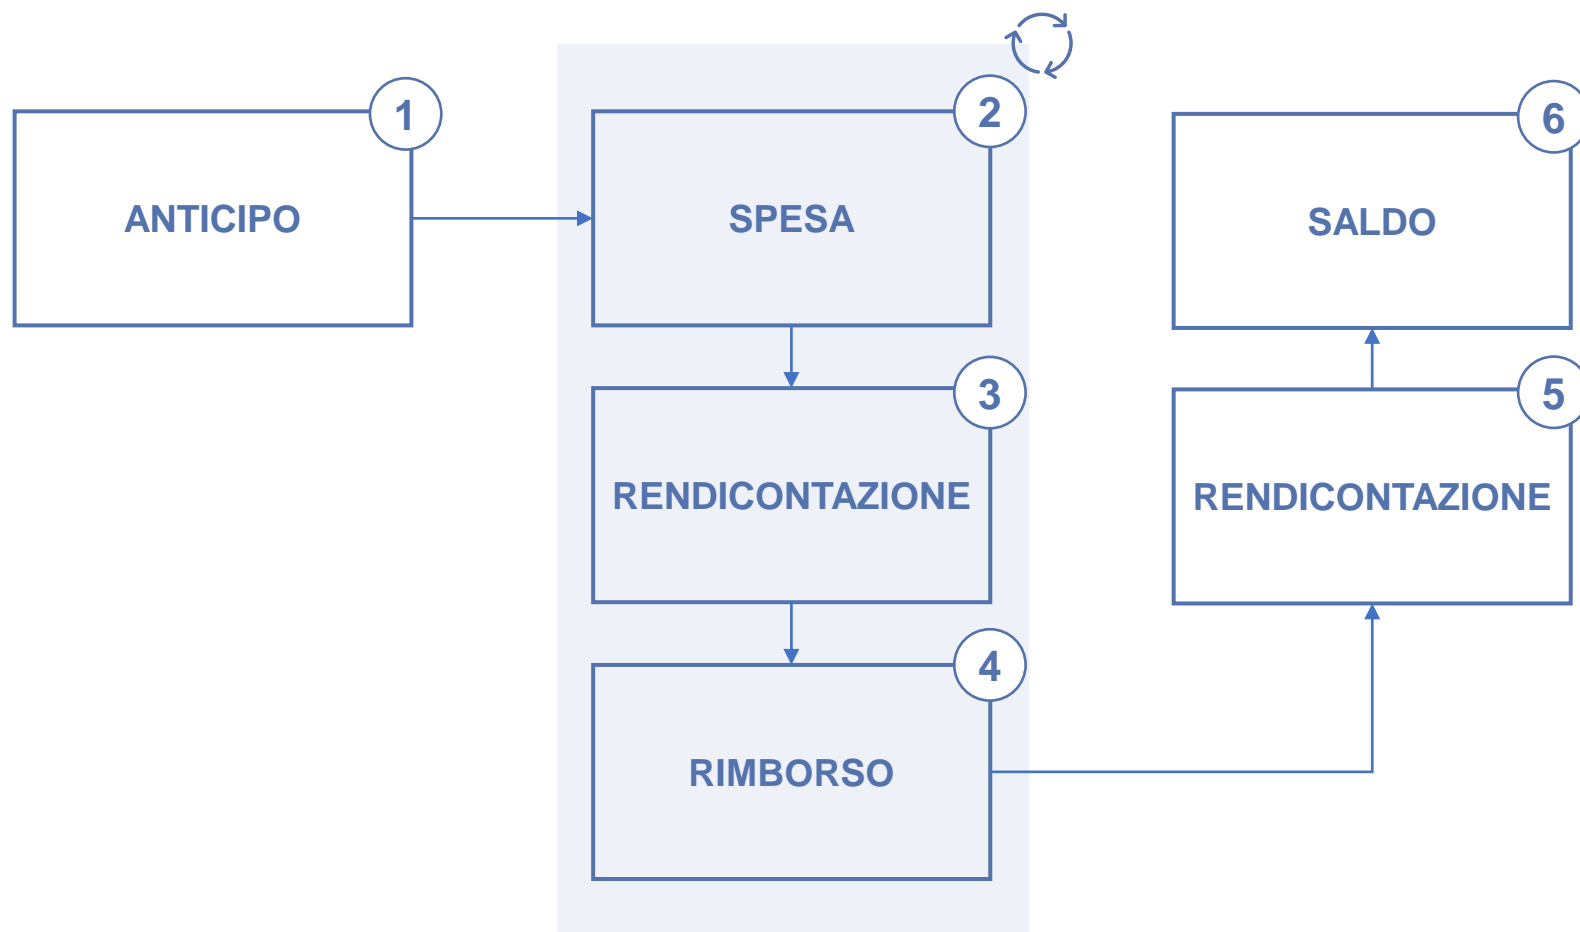 1
ANTICIPO
2
SPESA
3
RENDICONTAZIONE
4
RIMBORSO
5
RENDICONTAZIONE
6
SALDO